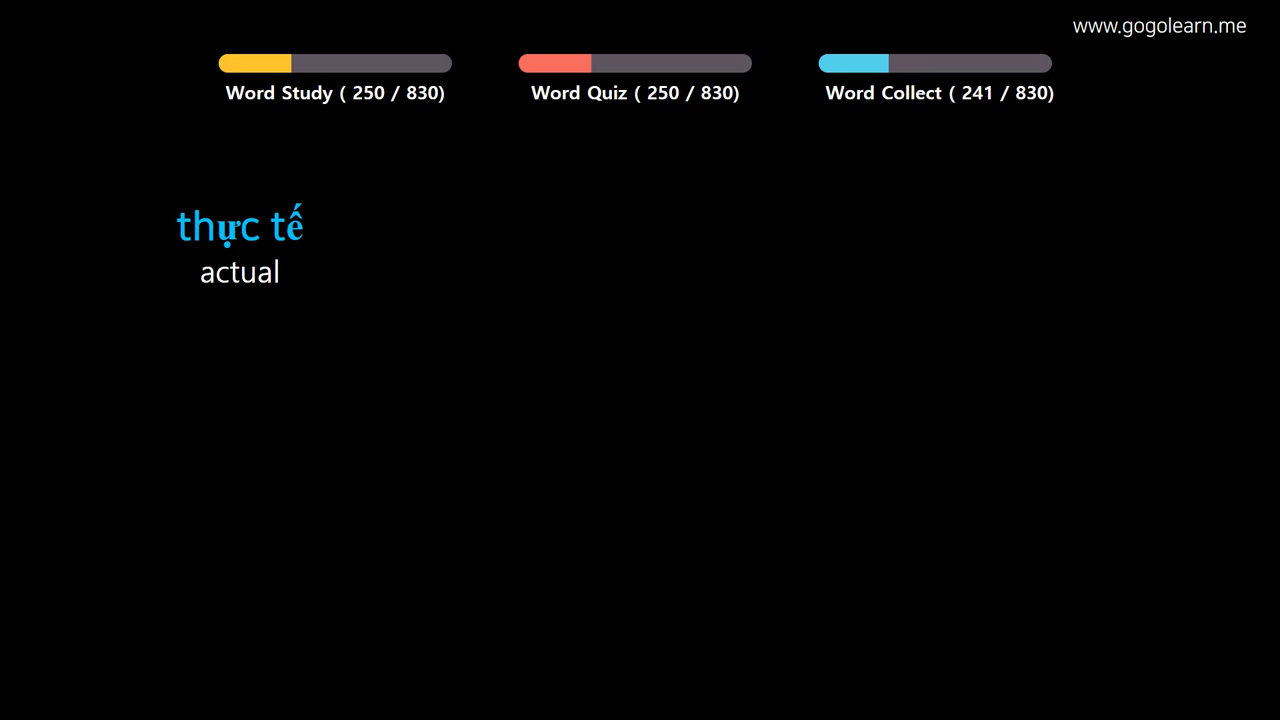 www.gogolearn.me
Word Study ( 250 / 830)
Word Quiz ( 250 / 830)
Word Collect ( 241 / 830)
thực tế
actual